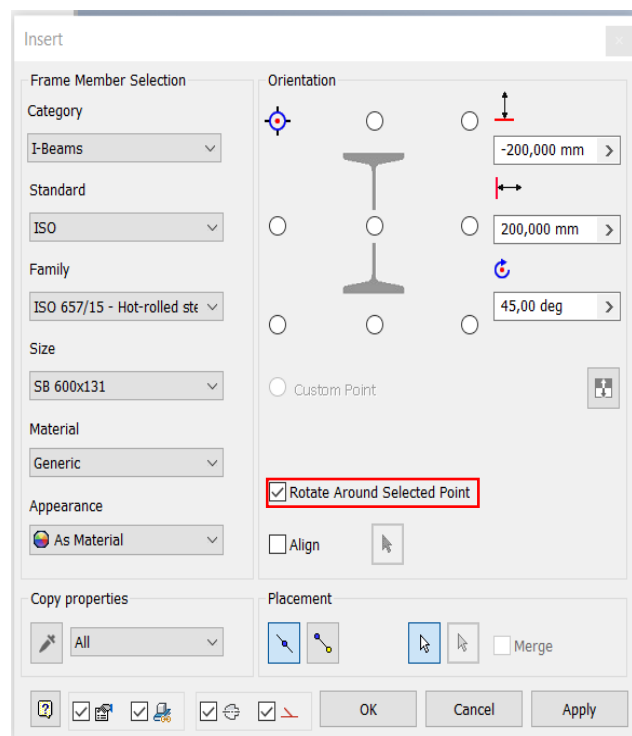 Insert
Frame Member Selection
Category
I-Beams
Standard
ISO
Family
ISO 657/15 - Hot-rolled ste
Size
SB 600x131
Material
Generic
Appearance
As Material
Orientation
-200,000 mm
200,000 mm
45,00 deg
Custom Point
Rotate Around Selected Point
Align
Copy properties
All
Placement
Merge
OK
Cancel
Apply